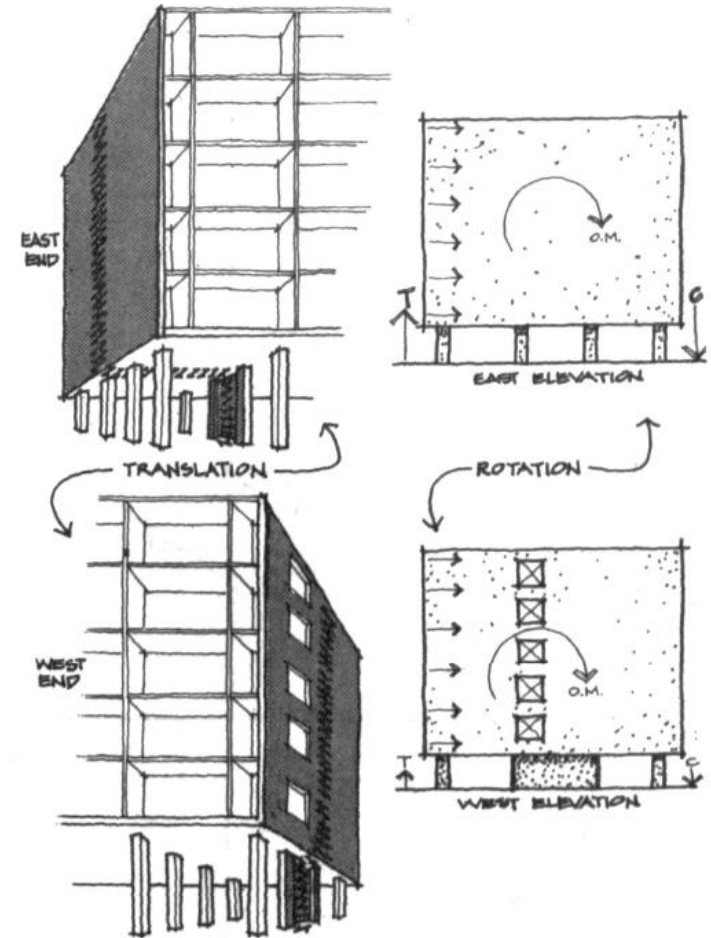 EAST
END
O.M.
T
C
EAST ELEVATION
TRANSLATION
ROTATION
WEST
END
O.M.
T
C
WEST ELEVATION